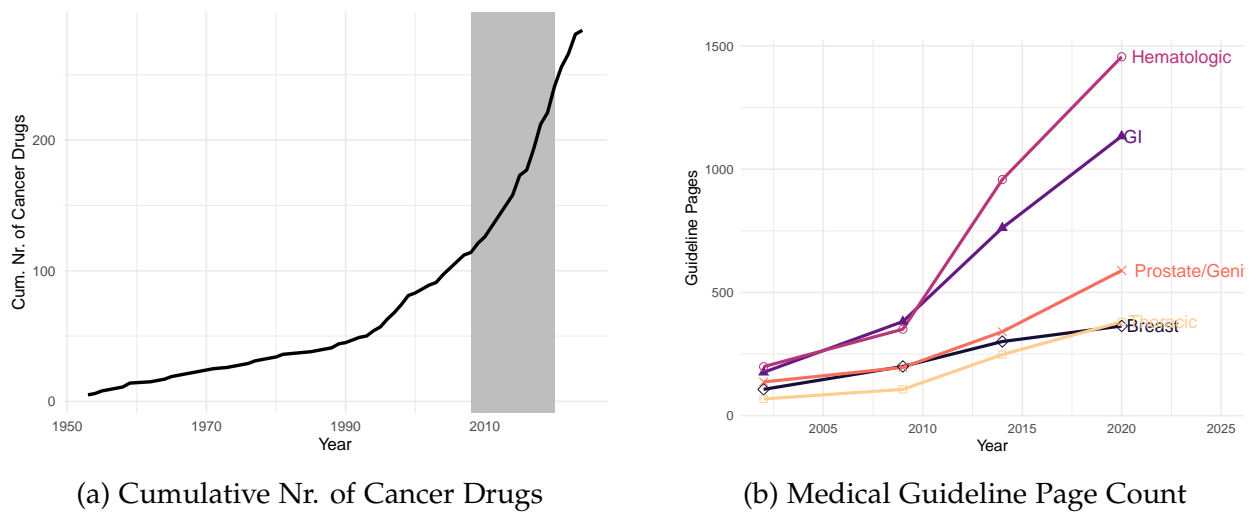 Cum. Nr. of Cancer Drugs
200
100
0
1950
1970
1990
2010
Year
(a) Cumulative Nr. of Cancer Drugs
Guideline Pages
1500
1000
500
0
Hematologic
GI
Prostate/Genit
Thoracic
Breast
2005
2010
2015
2020
2025
Year
(b) Medical Guideline Page Count